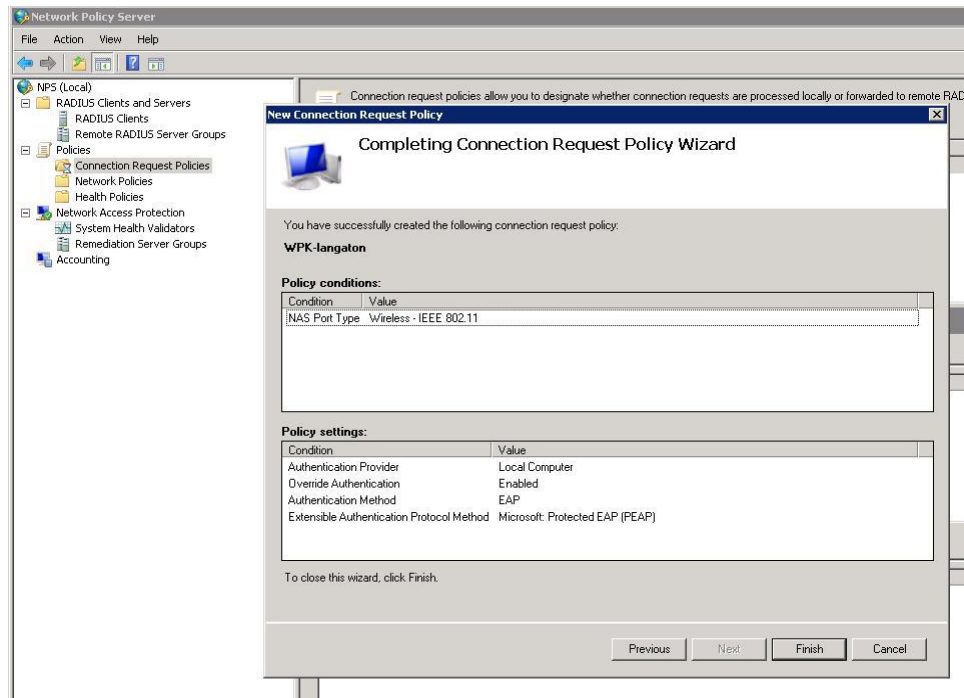 Network Policy Server
File Action View Help
NPS (Local)
RADIUS Clients and Servers
RADIUS Clients
Remote RADIUS Server Groups
Policies
Connection Request Policies
Network Policies
Health Policies
Network Access Protection
System Health Validators
Remediation Server Groups
Accounting
Connection request policies allow you to designate whether connection requests are processed locally or forwarded to remote RAD
New Connection Request Policy
Completing Connection Request Policy Wizard
You have successfully created the following connection request policy:
WPK-langaton
Policy conditions:
Condition Value
NAS Port Type Wireless - IEEE 802.11
Policy settings:
Condition Value
Authentication Provider Local Computer
Override Authentication Enabled
Authentication Method EAP
Extensible Authentication Protocol Method Microsoft: Protected EAP (PEAP)
To close this wizard, click Finish.
Previous Next Finish Cancel